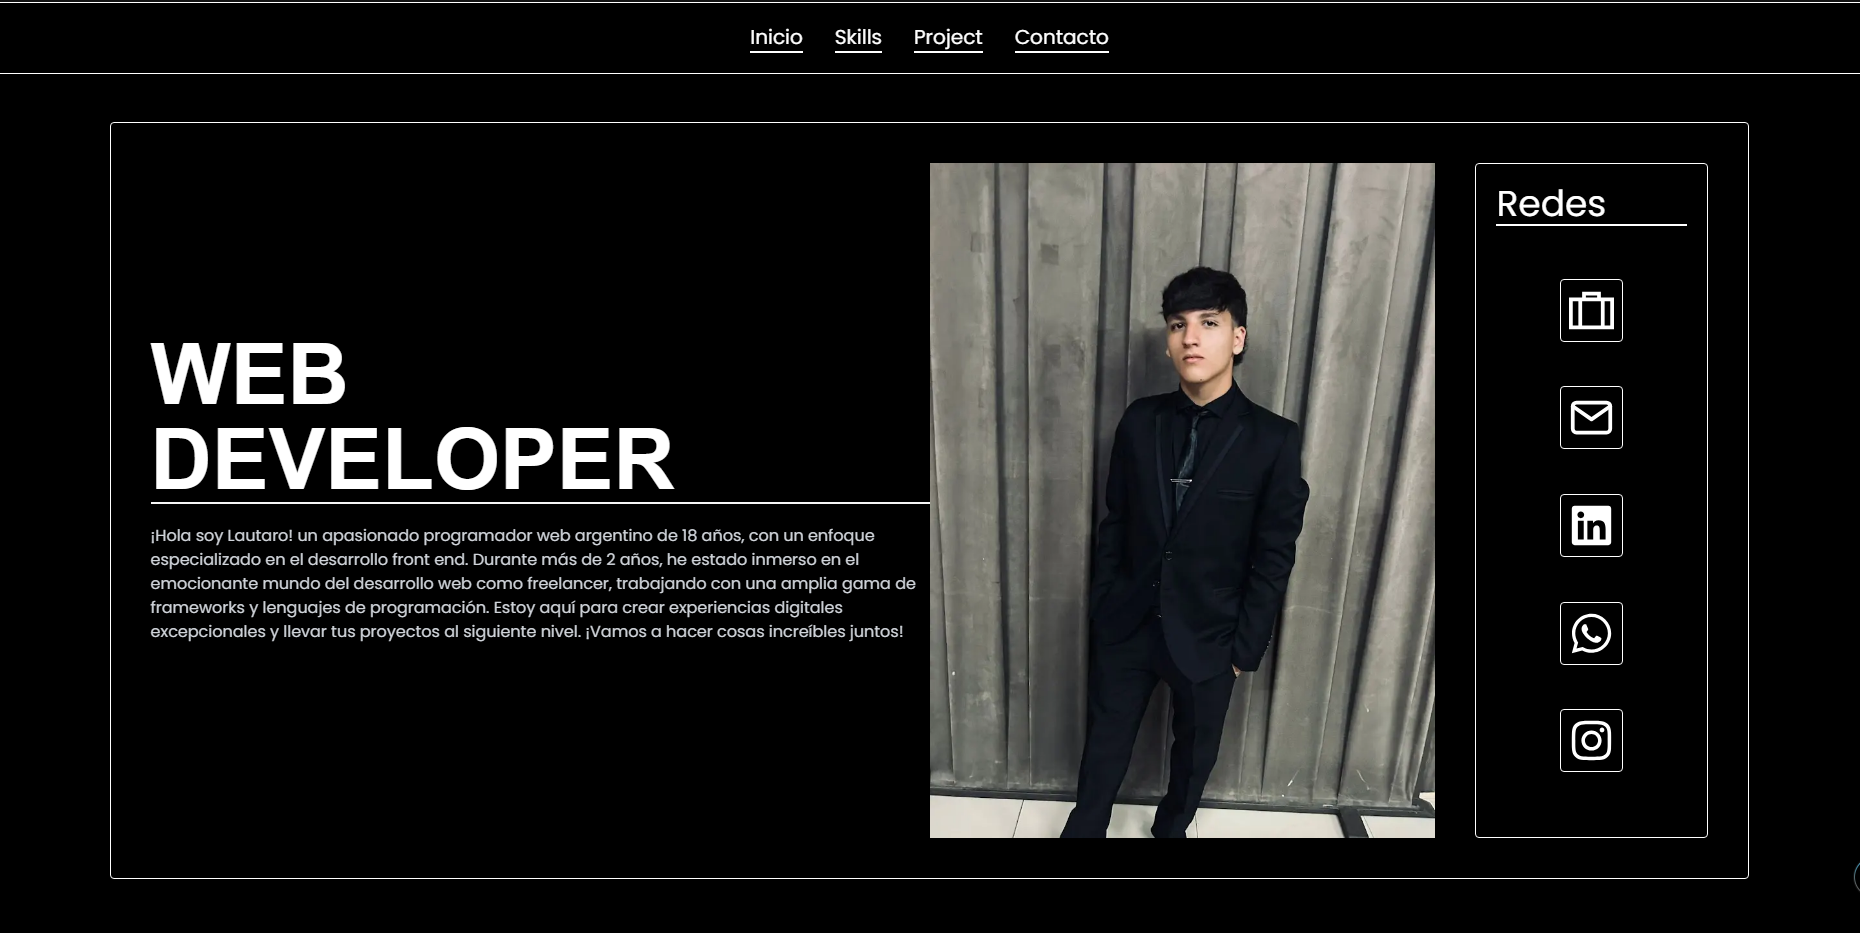 Inicio Skills Project Contacto
WEB
DEVELOPER
¡Hola soy Lautaro! un apasionado programador web argentino de 18 años, con un enfoque
especializado en el desarrollo front end. Durante más de 2 años, he estado inmerso en el
emocionante mundo del desarrollo web como freelancer, trabajando con una amplia gama de
frameworks y lenguajes de programación. Estoy aquí para crear experiencias digitales
excepcionales y llevar tus proyectos al siguiente nivel. ¡Vamos a hacer cosas increíbles juntos!
Redes
in